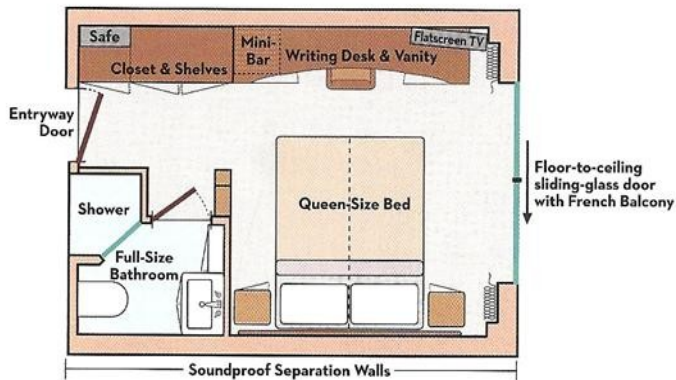 Safe
Mini-
Bar
Flatscreen TV
Writing Desk & Vanity
Closet & Shelves
Entryway
Door
Floor-to-ceiling
sliding-glass door
with French Balcony
Shower
Queen-Size Bed
Full-Size
Bathroom
Soundproof Separation Walls